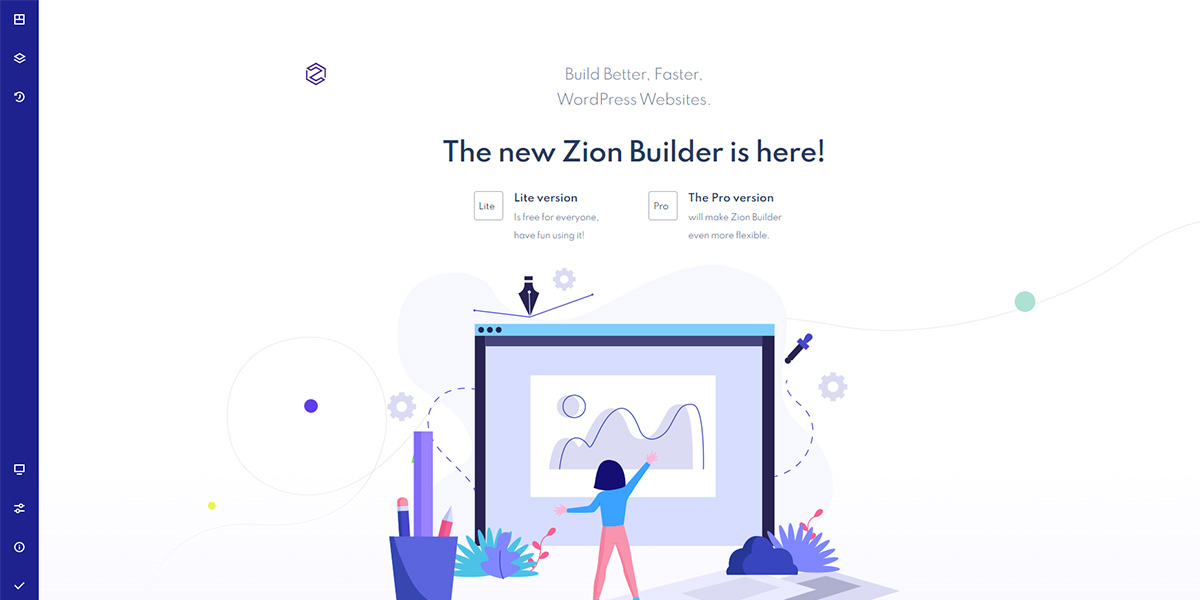 Build Better, Faster,
WordPress Websites.
The new Zion Builder is here!
Lite
Lite version
Is free for everyone,
have fun using it!
Pro
The Pro version
will make Zion Builder
even more flexible.